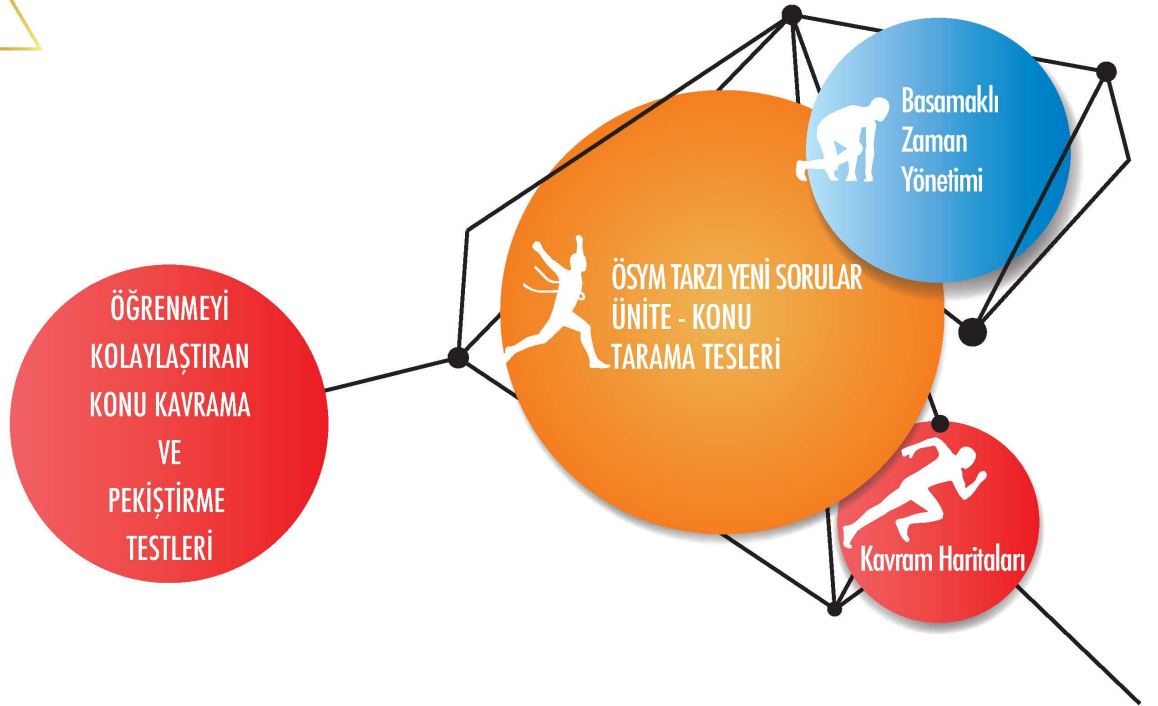 Basamaklı
Zaman
Yönetimi
ÖSYM TARZI YENİ SORULAR
ÜNİTE - KONU
TARAMA TESLERİ
ÖĞRENMEYİ
KOLAYLAŞTIRAN
KONU KAVRAMA
VE
PEKİŞTİRME
TESTLERİ
Kavram Haritaları